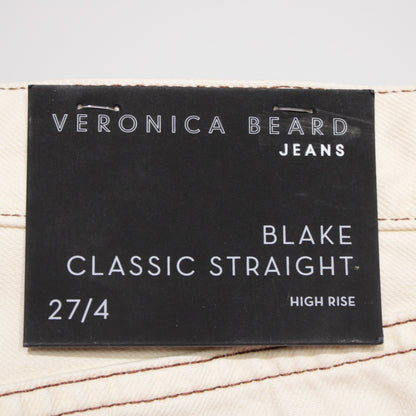 VERONICA BEARD
JEANS
BLAKE
CLASSIC STRAIGHT
27/4
HIGH RISE